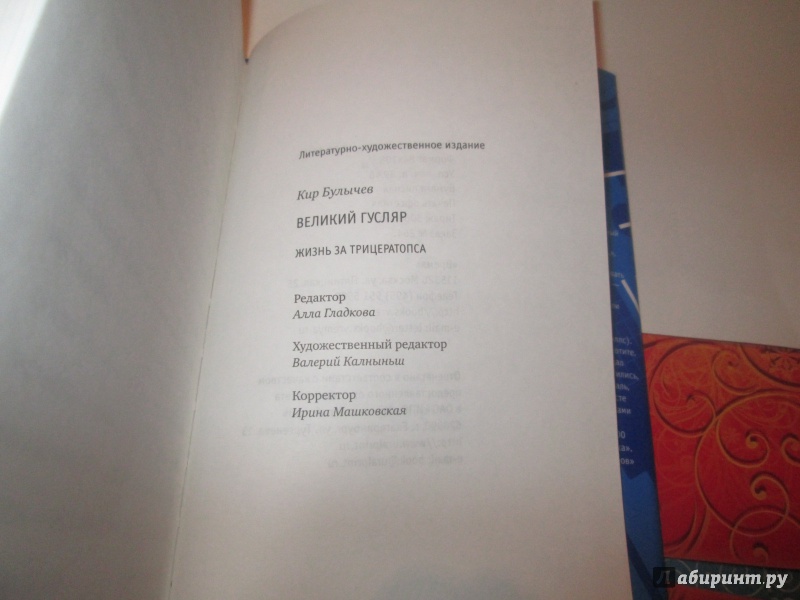 Литературно-художественное издание
Кир Булычев
ВЕЛИКИЙ ГУСЛЯР
ЖИЗНЬ ЗА ТРИЦЕРАТОПСА
Редактор
Алла Гладкова
Художественный редактор
Валерий Калныньш
Корректор
Ирина Машковская
Лабиринт.ру